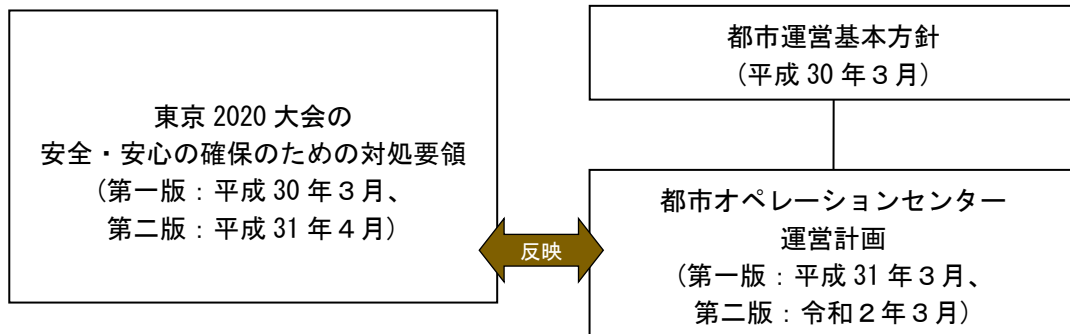 東京 2020 大会の
安全・安心の確保のための対処要領
(第一版：平成 30 年３月、
第二版：平成 31 年４月)
反映
都市運営基本方針
(平成 30 年３月)
都市オペレーションセンター
運営計画
(第一版：平成 31 年３月、
第二版：令和２年３月)